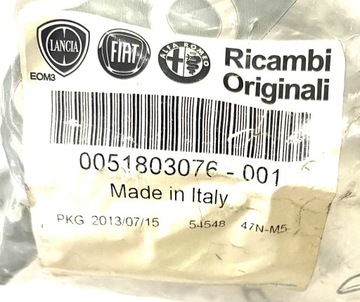 LANCIA FIAT ALFA ROMEO
EOM3
Ricambi
Originali
0051803076 - 001
Made in Italy
PKG 2013/07/15 54548 47N-M5